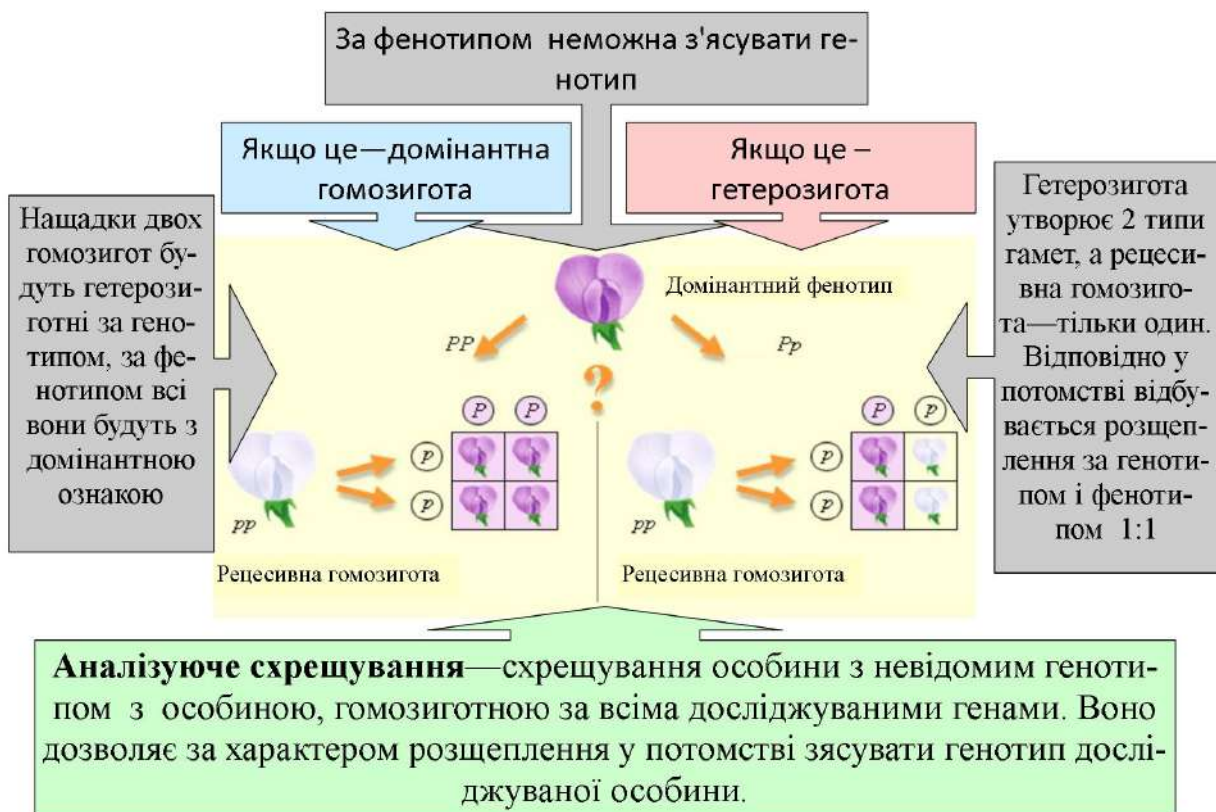 За фенотипом неможна з'ясувати ге-
нотип
Якщо це—домінантна
гомозигота
Якщо це –
гетерозигота
Нащадки двох
гомозигот бу-
дуть гетерози-
готні за гено-
типом, за фе-
нотипом всі
вони будуть з
домінантною
ознакою
Гетерозигота
утворює 2 типи
гамет, а рецеси-
вна гомозиго-
та—тільки один.
Відповідно у
потомстві відбу-
вається розщеп-
лення за геноти-
пом і феноти-
пом 1:1
Домінантний фенотип
PP
Pp
?
P P
p
p
pp
Рецесивна гомозигота
P p
p
p
pp
Рецесивна гомозигота
Аналізуюче схрещування—схрещування особини з невідомим геноти-
пом з особиною, гомозиготною за всіма досліджуваними генами. Воно
дозволяє за характером розщеплення у потомстві зясувати генотип дослі-
джуваної особини.